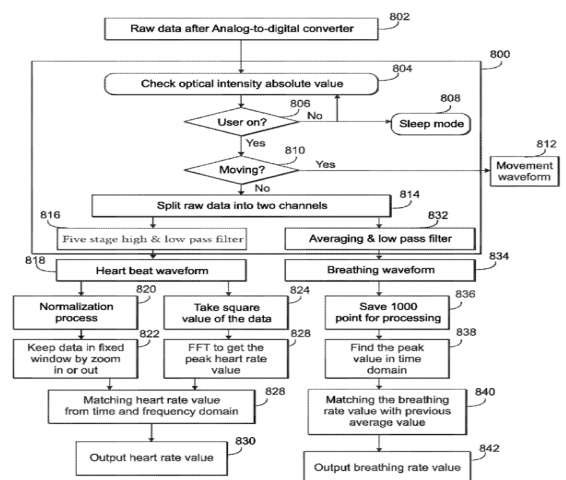 802
Raw data after Analog-to-digital converter
800
804
Check optical intensity absolute value
806
User on?
No
808
Sleep mode
Yes
810
Moving?
Yes
812
Movement
waveform
No
814
Split raw data into two channels
816
Five stage high & low pass filter
832
Averaging & low pass filter
818
Heart beat waveform
834
Breathing waveform
820
Normalization
process
824
Take square
value of the data
836
Save 1000
point for processing
822
Keep data in fixed
window by zoom
in or out
828
FFT to get the
peak heart rate
value
838
Find the peak
value in time
domain
828
Matching heart rate value
from time and frequency domain
840
Matching the breathing
rate value with previous
average value
830
Output heart rate value
842
Output breathing rate value